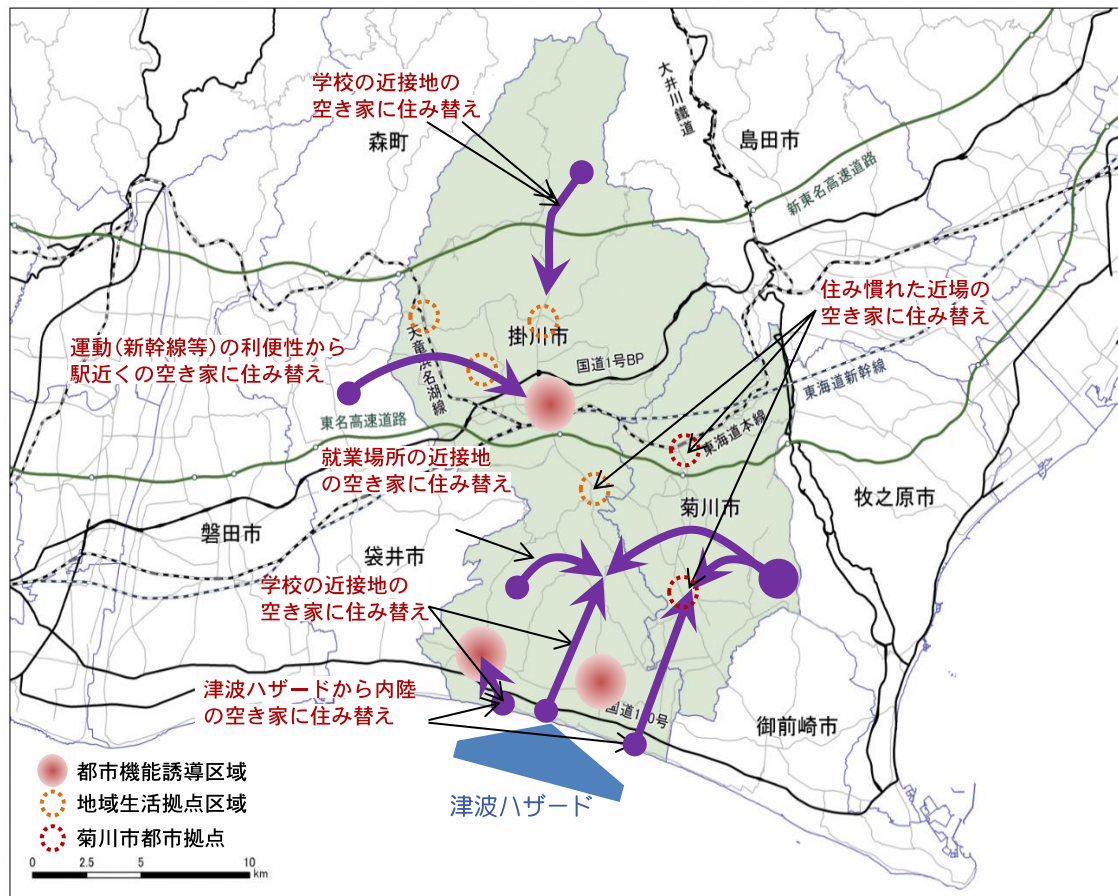 学校の近接地の
空き家に住み替え
森町
大井川鐵道
島田市
新東名高速道路
住み慣れた近場の
空き家に住み替え
掛川市
天竜浜名湖線
国道1号BP
運動(新幹線等)の利便性から
駅近くの空き家に住み替え
東海道新幹線
東名高速道路
東海道本線
就業場所の近接地
の空き家に住み替え
牧之原市
菊川市
磐田市
袋井市
学校の近接地の
空き家に住み替え
津波ハザードから内陸
の空き家に住み替え
国道1 0号
御前崎市
津波ハザード
都市機能誘導区域
地域生活拠点区域
菊川市都市拠点
0 2.5 5 10
km